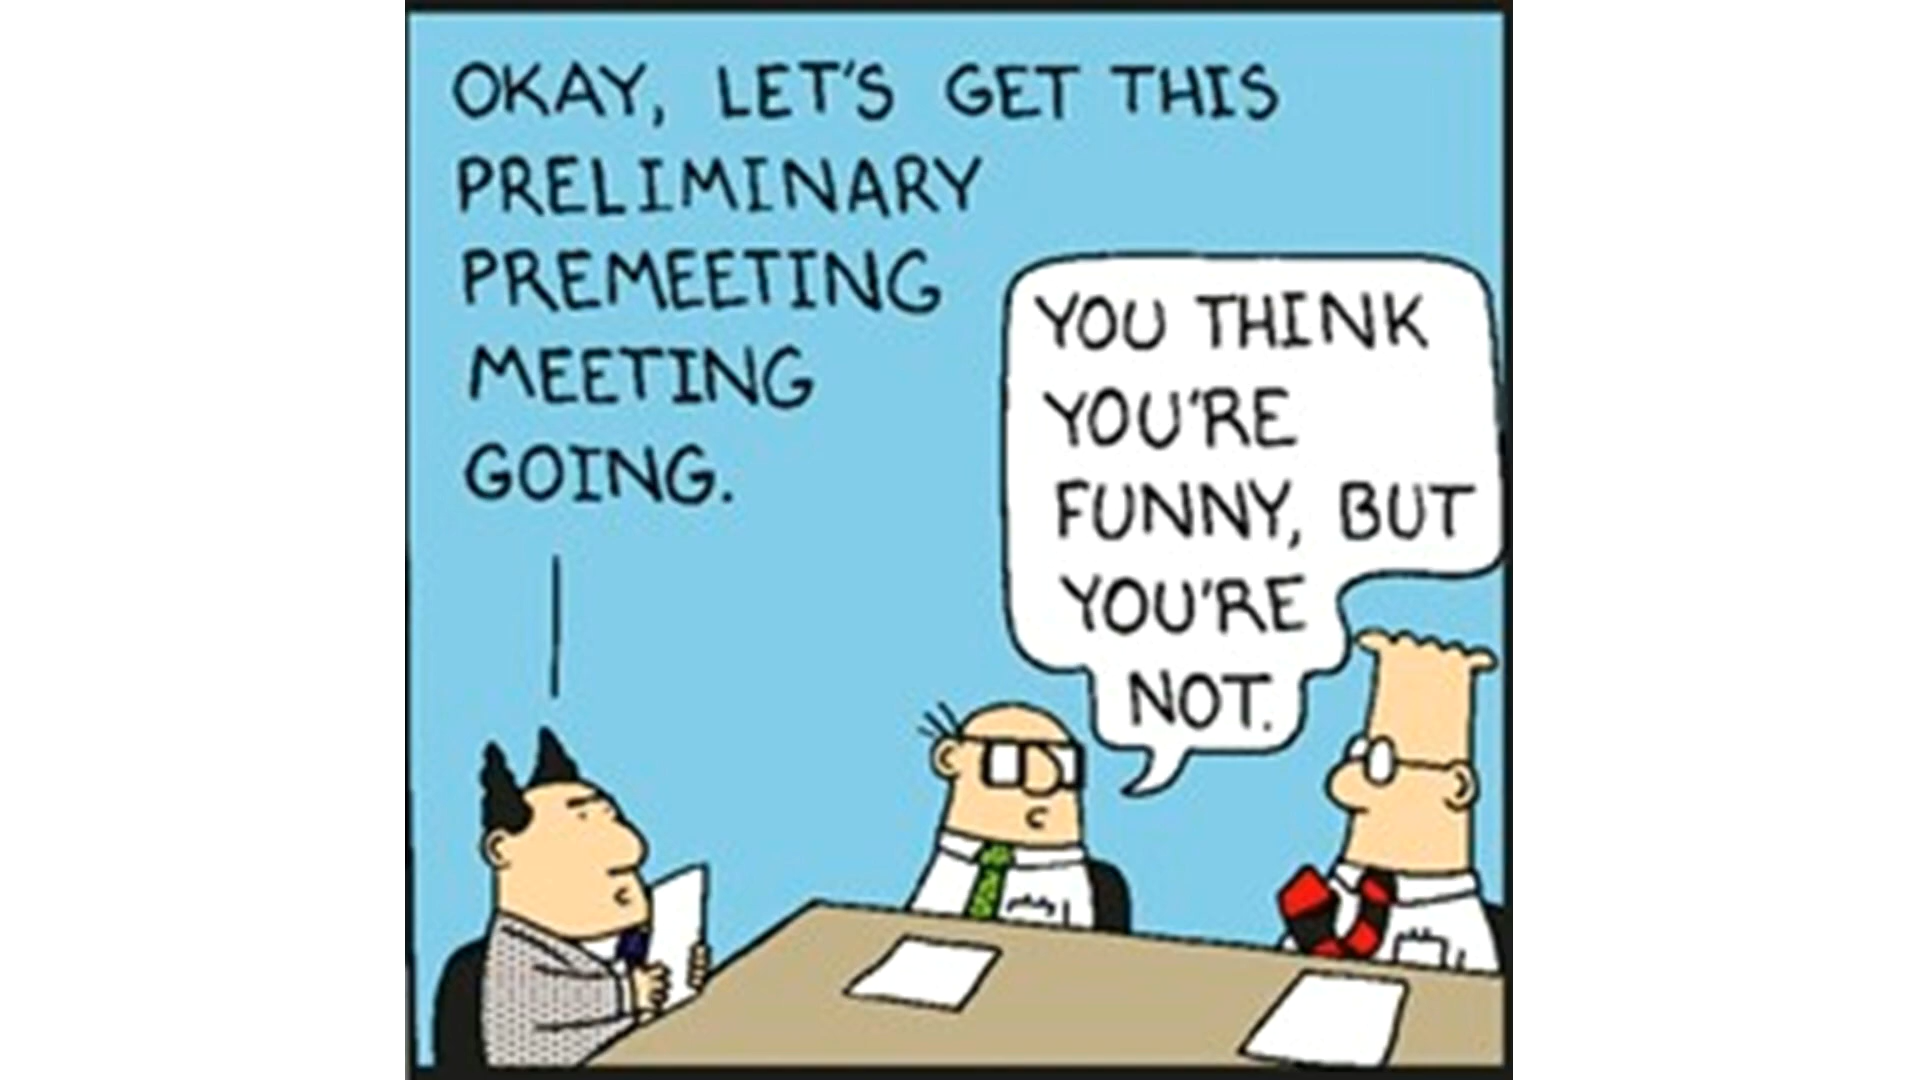 OKAY, LET'S GET THIS
PRELIMINARY
PREMEETING
MEETING
GOING.
YOU THINK
YOU'RE
FUNNY, BUT
YOU'RE
NOT.